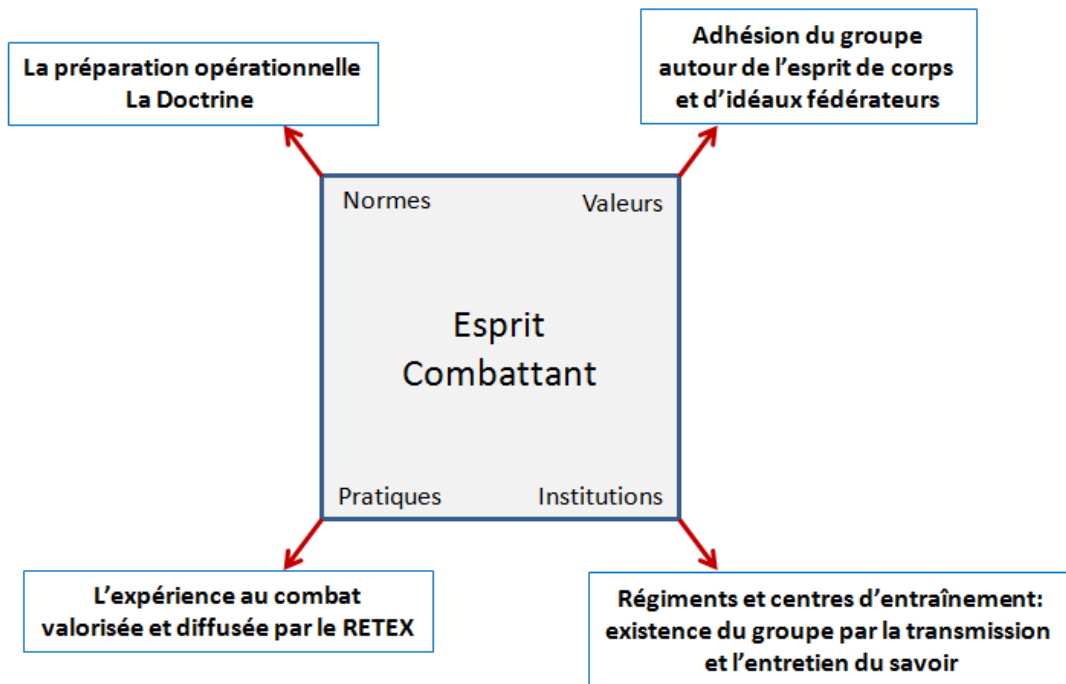 La préparation opérationnelle
La Doctrine
Adhésion du groupe
autour de l’esprit de corps
et d’idéaux fédérateurs
Normes
Valeurs
Esprit
Combattant
Pratiques
Institutions
L’expérience au combat
valorisée et diffusée par le RETEX
Régiments et centres d’entraînement:
existence du groupe par la transmission
et l’entretien du savoir